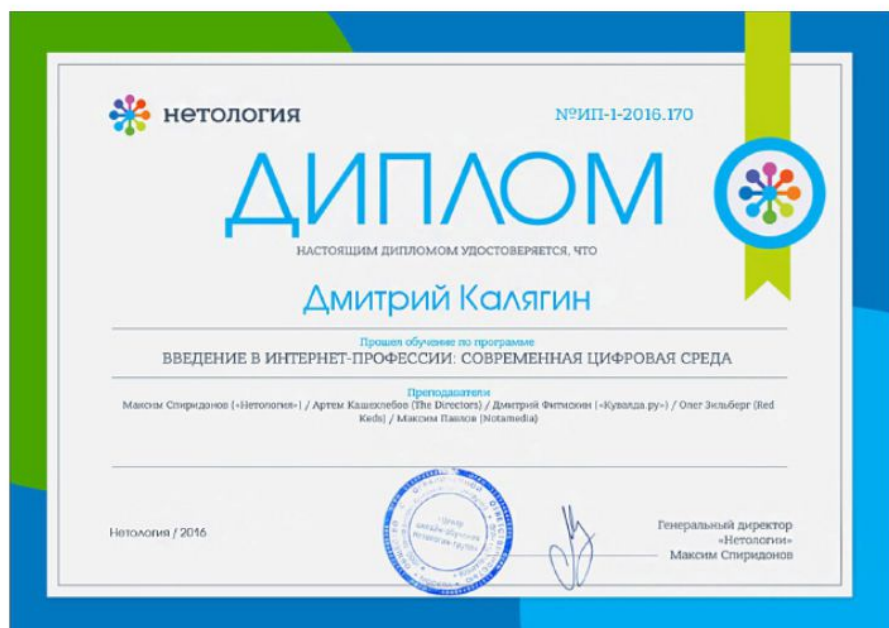 нетология
№ИП-1-2016.170
ДИПЛОМ
НАСТОЯЩИМ ДИПЛОМОМ УДОСТОВЕРЯЕТСЯ, ЧТО
Дмитрий Калягин
Прошел обучение по программе
ВВЕДЕНИЕ В ИНТЕРНЕТ-ПРОФЕССИИ: СОВРЕМЕННАЯ ЦИФРОВАЯ СРЕДА
Преподаватели
Максим Спиридонов («Нетология») / Артем Кашехлебов (The Directors) / Дмитрий Фитискин («Кувалда.ру») / Олег Зильберг (Red
Keds) / Максим Павлов (Notamedia)
Нетология / 2016
Генеральный директор
«Нетологии»
Максим Спиридонов